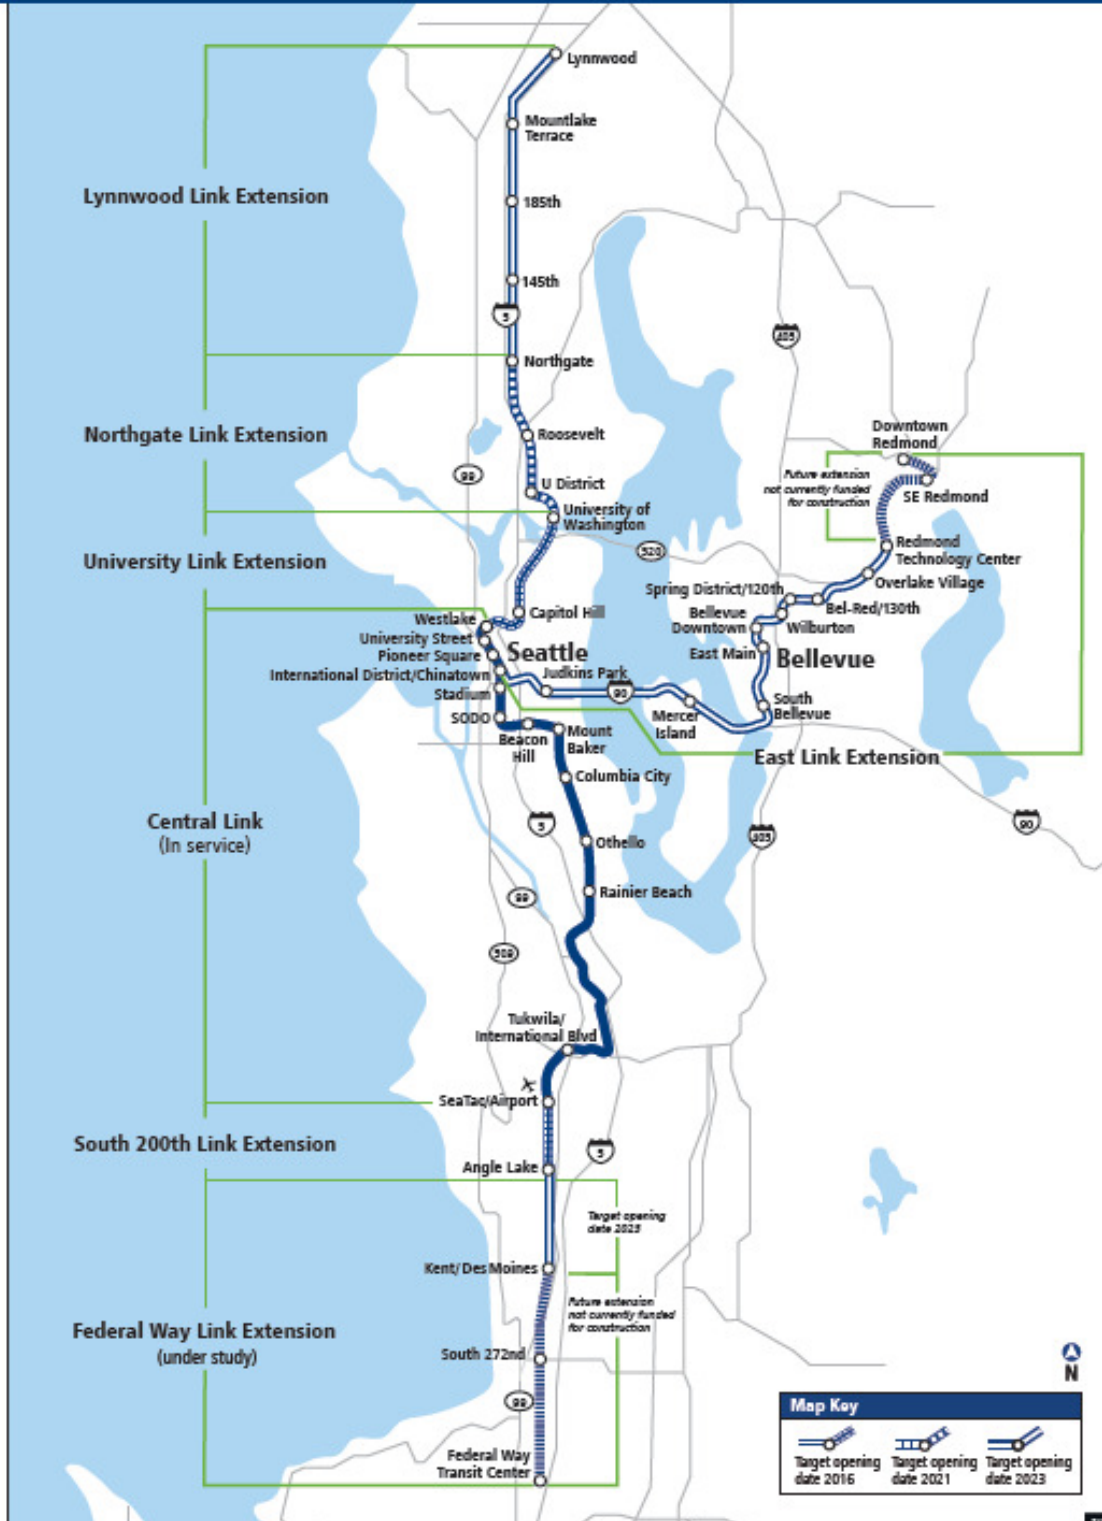 Lynnwood
Mountlake
Terrace
Lynnwood Link Extension
185th
145th
5
405
Northgate
Downtown
Redmond
Northgate Link Extension
Roosevelt
99
Future extension
not currently funded
for construction
U District
SE Redmond
University of
Washington
520
Redmond
Technology Center
University Link Extension
Overlake Village
Spring District/120th
Bel-Red/130th
Capitol Hill
Westlake
Bellevue
Downtown
Wilburton
University Street
Seattle
Pioneer Square
East Main
Bellevue
International District/Chinatown
Judkins Park
Stadium
90
South
Bellevue
SODO
Mercer
Island
Beacon
Hill
Mount
Baker
East Link Extension
Columbia City
Central Link
(In service)
5
405
90
Othello
Rainier Beach
99
509
Tukwila/
International Blvd
SeaTac/Airport
South 200th Link Extension
5
Angle Lake
Target opening
date 2023
Kent/Des Moines
Future extension
not currently funded
for construction
Federal Way Link Extension
(under study)
South 272nd
N
99
Map Key
Federal Way
Transit Center
Target opening
date 2016
Target opening
date 2021
Target opening
date 2023